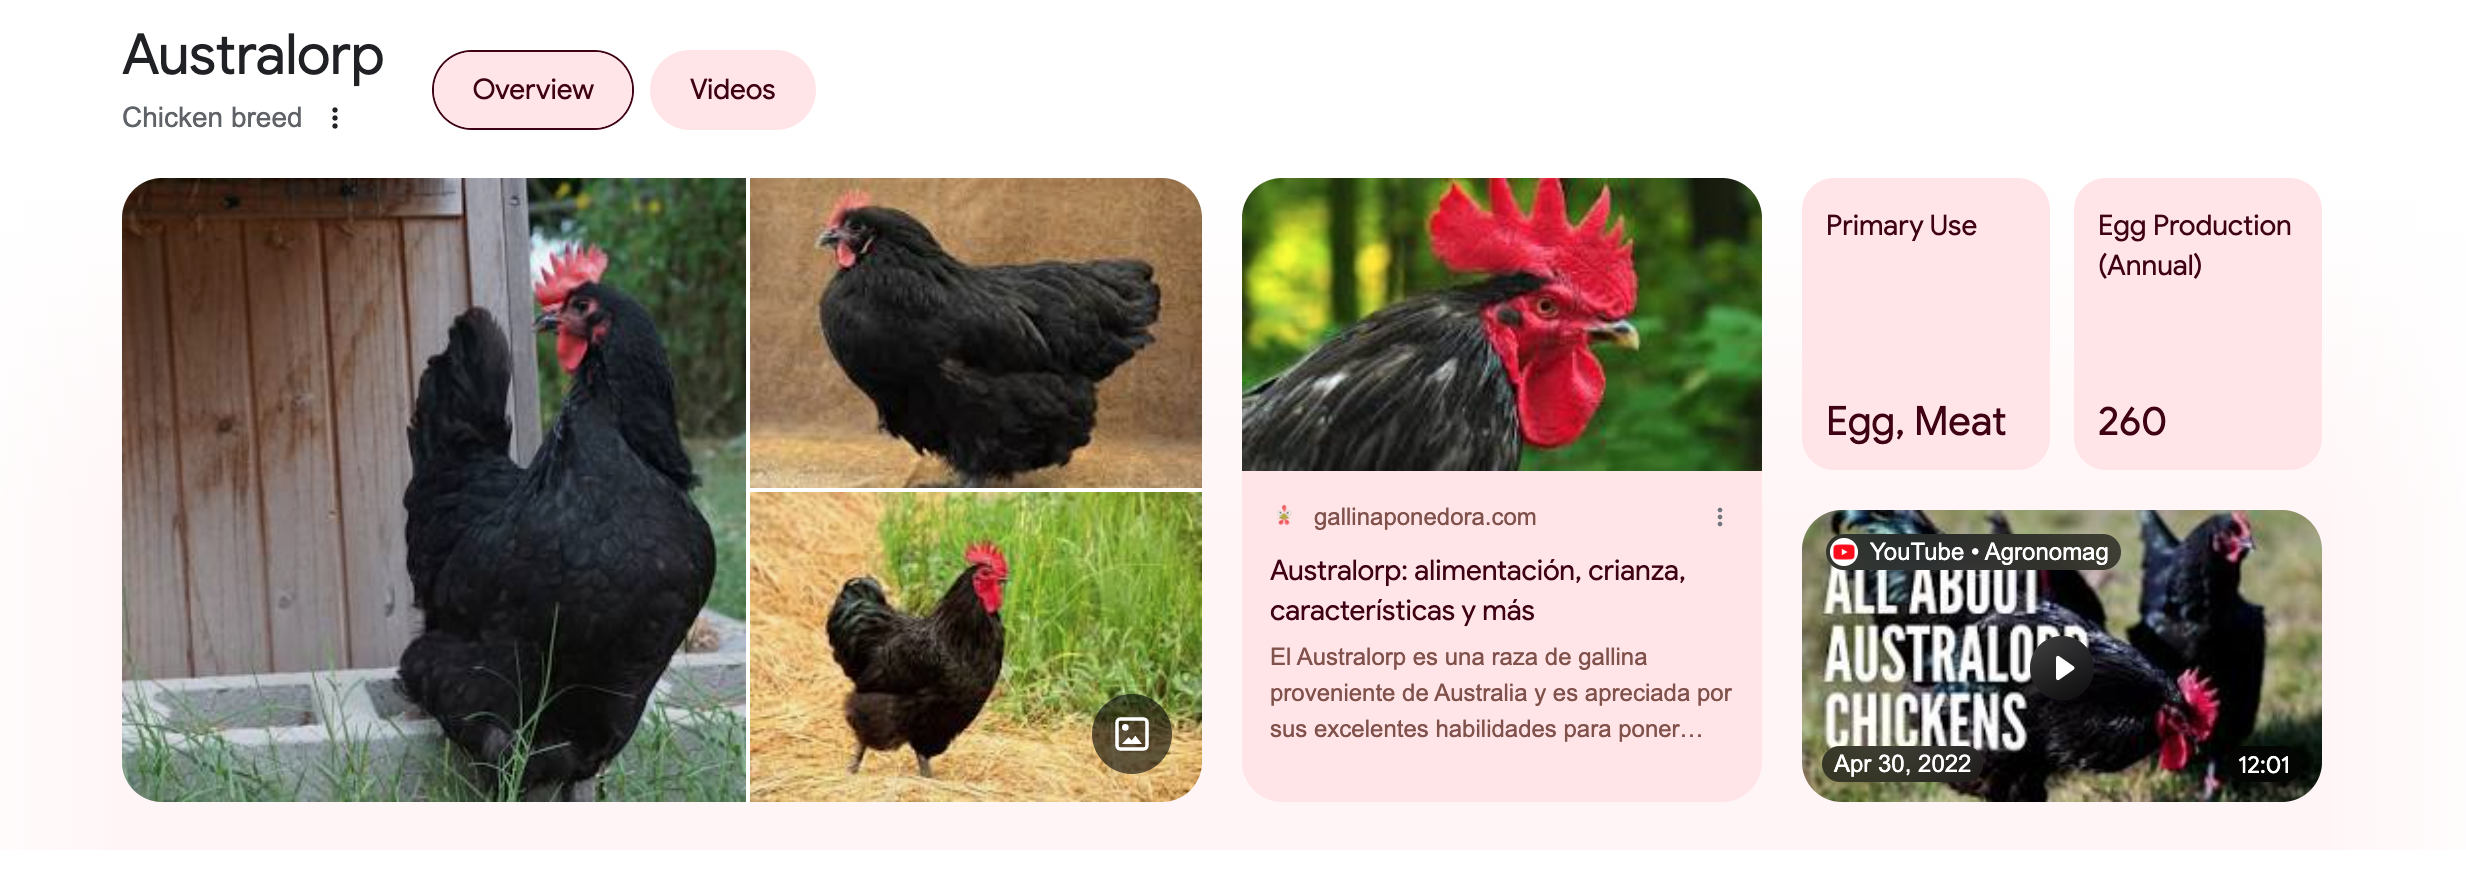 Australorp
Chicken breed
Overview
Videos
gallinaponedora.com
Australorp: alimentación, crianza,
características y más
El Australorp es una raza de gallina
proveniente de Australia y es apreciada por
sus excelentes habilidades para poner...
Primary Use
Egg, Meat
Egg Production
(Annual)
260
YouTube • Agronomag
ALL ABOUT
AUSTRALORP
CHICKENS
Apr 30, 2022
12:01